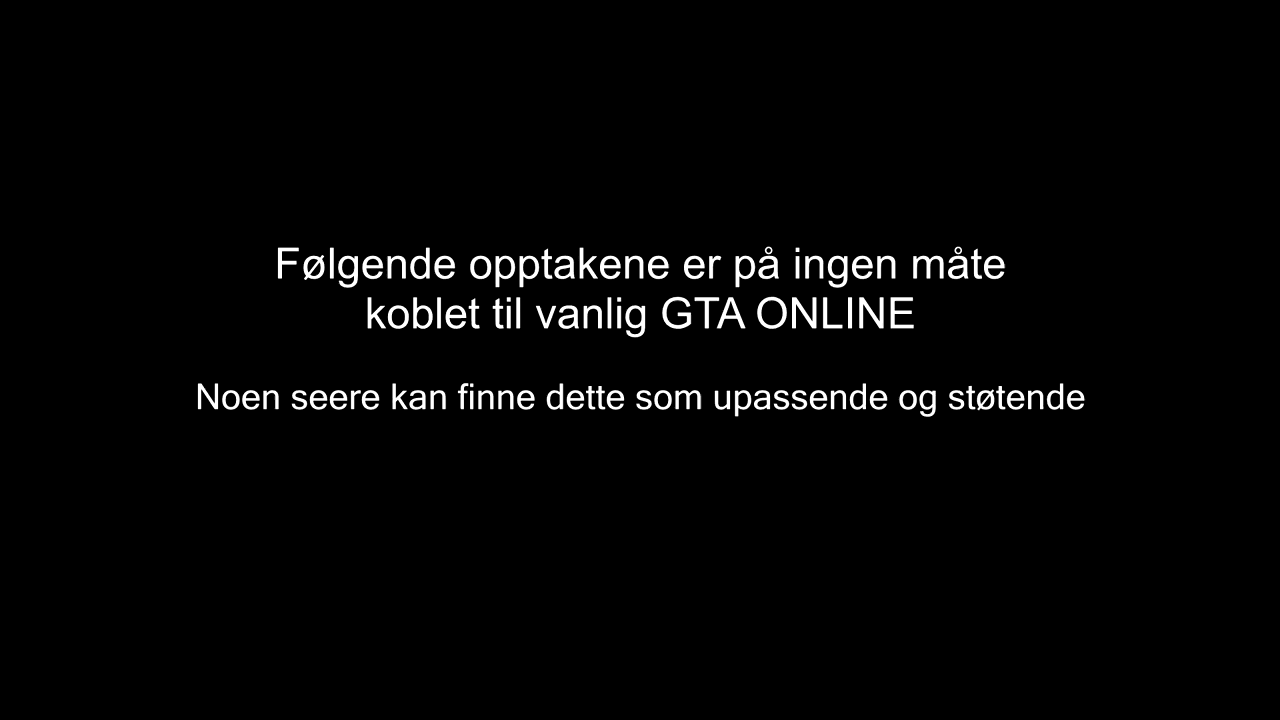 Følgende opptakene er på ingen måte
koblet til vanlig GTA ONLINE
Noen seere kan finne dette som upassende og støtende